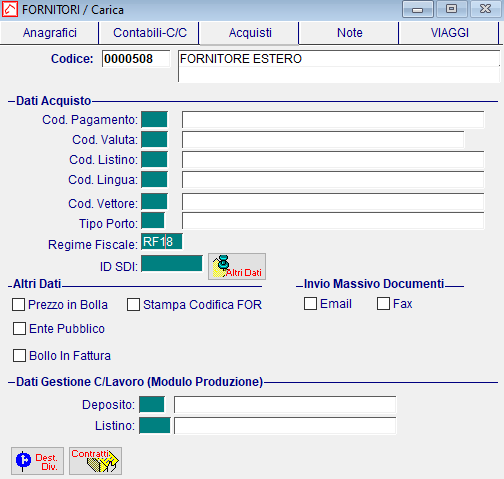 FORNITORI / Carica
Anagrafici Contabili-C/C Acquisti Note VIAGGI
Codice: 0000508 FORNITORE ESTERO
Dati Acquisto
Cod. Pagamento:
Cod. Valuta:
Cod. Listino:
Cod. Lingua:
Cod. Vettore:
Tipo Porto:
Regime Fiscale: RF18
ID SDI: Altri Dati
Altri Dati Invio Massivo Documenti
Prezzo in Bolla Stampa Codifica FOR Email Fax
Ente Pubblico
Bollo In Fattura
Dati Gestione C/Lavoro (Modulo Produzione)
Deposito:
Listino:
Dest. Div. Contratti